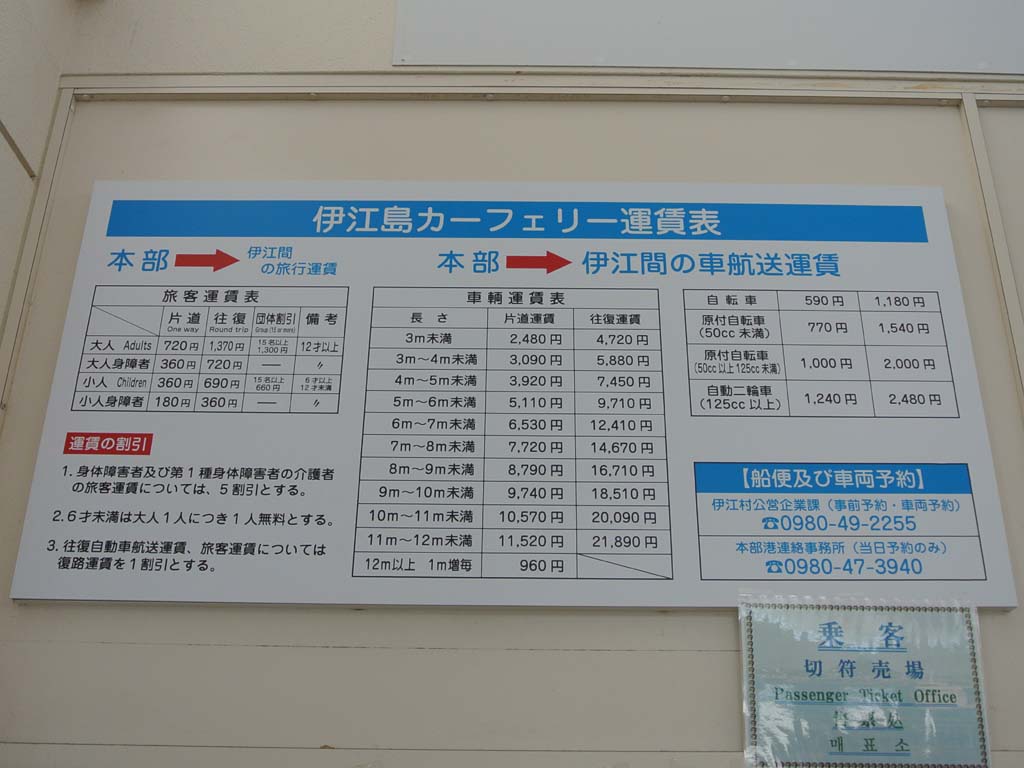 伊江島カーフェリー運賃表
本部 → 伊江間の旅行運賃
旅客運賃表
片道 One way 往復 Round trip 団体割引 Group (15 or more) 備考
大人 Adults 720円 1,370円 15名以上 1,300円 12才以上
大人身障者 360円 720円 — 〃
小人 Children 360円 690円 15名以上 660円 6才以上 12才未満
小人身障者 180円 360円 — 〃
運賃の割引
1. 身体障害者及び第1種身体障害者の介護者
の旅客運賃については、5割引とする。
2. 6才未満は大人1人につき1人無料とする。
3. 往復自動車航送運賃、旅客運賃については
復路運賃を1割引とする。
本部 → 伊江間の車航送運賃
車輌運賃表
長さ 片道運賃 往復運賃
3m未満 2,480円 4,720円
3m〜4m未満 3,090円 5,880円
4m〜5m未満 3,920円 7,450円
5m〜6m未満 5,110円 9,710円
6m〜7m未満 6,530円 12,410円
7m〜8m未満 7,720円 14,670円
8m〜9m未満 8,790円 16,710円
9m〜10m未満 9,740円 18,510円
10m〜11m未満 10,570円 20,090円
11m〜12m未満 11,520円 21,890円
12m以上 1m増毎 960円
自転車 590円 1,180円
原付自転車 (50cc未満) 770円 1,540円
原付自転車 (50cc以上125cc未満) 1,000円 2,000円
自動二輪車 (125cc以上) 1,240円 2,480円
【船便及び車両予約】
伊江村公営企業課（事前予約・車両予約）
☎0980-49-2255
本部港連絡事務所（当日予約のみ）
☎0980-47-3940
乗客
切符売場
Passenger Ticket Office
매표소